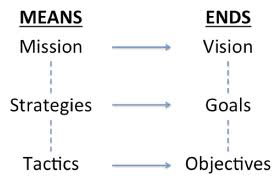 MEANS ENDS
Mission Vision
Strategies Goals
Tactics Objectives